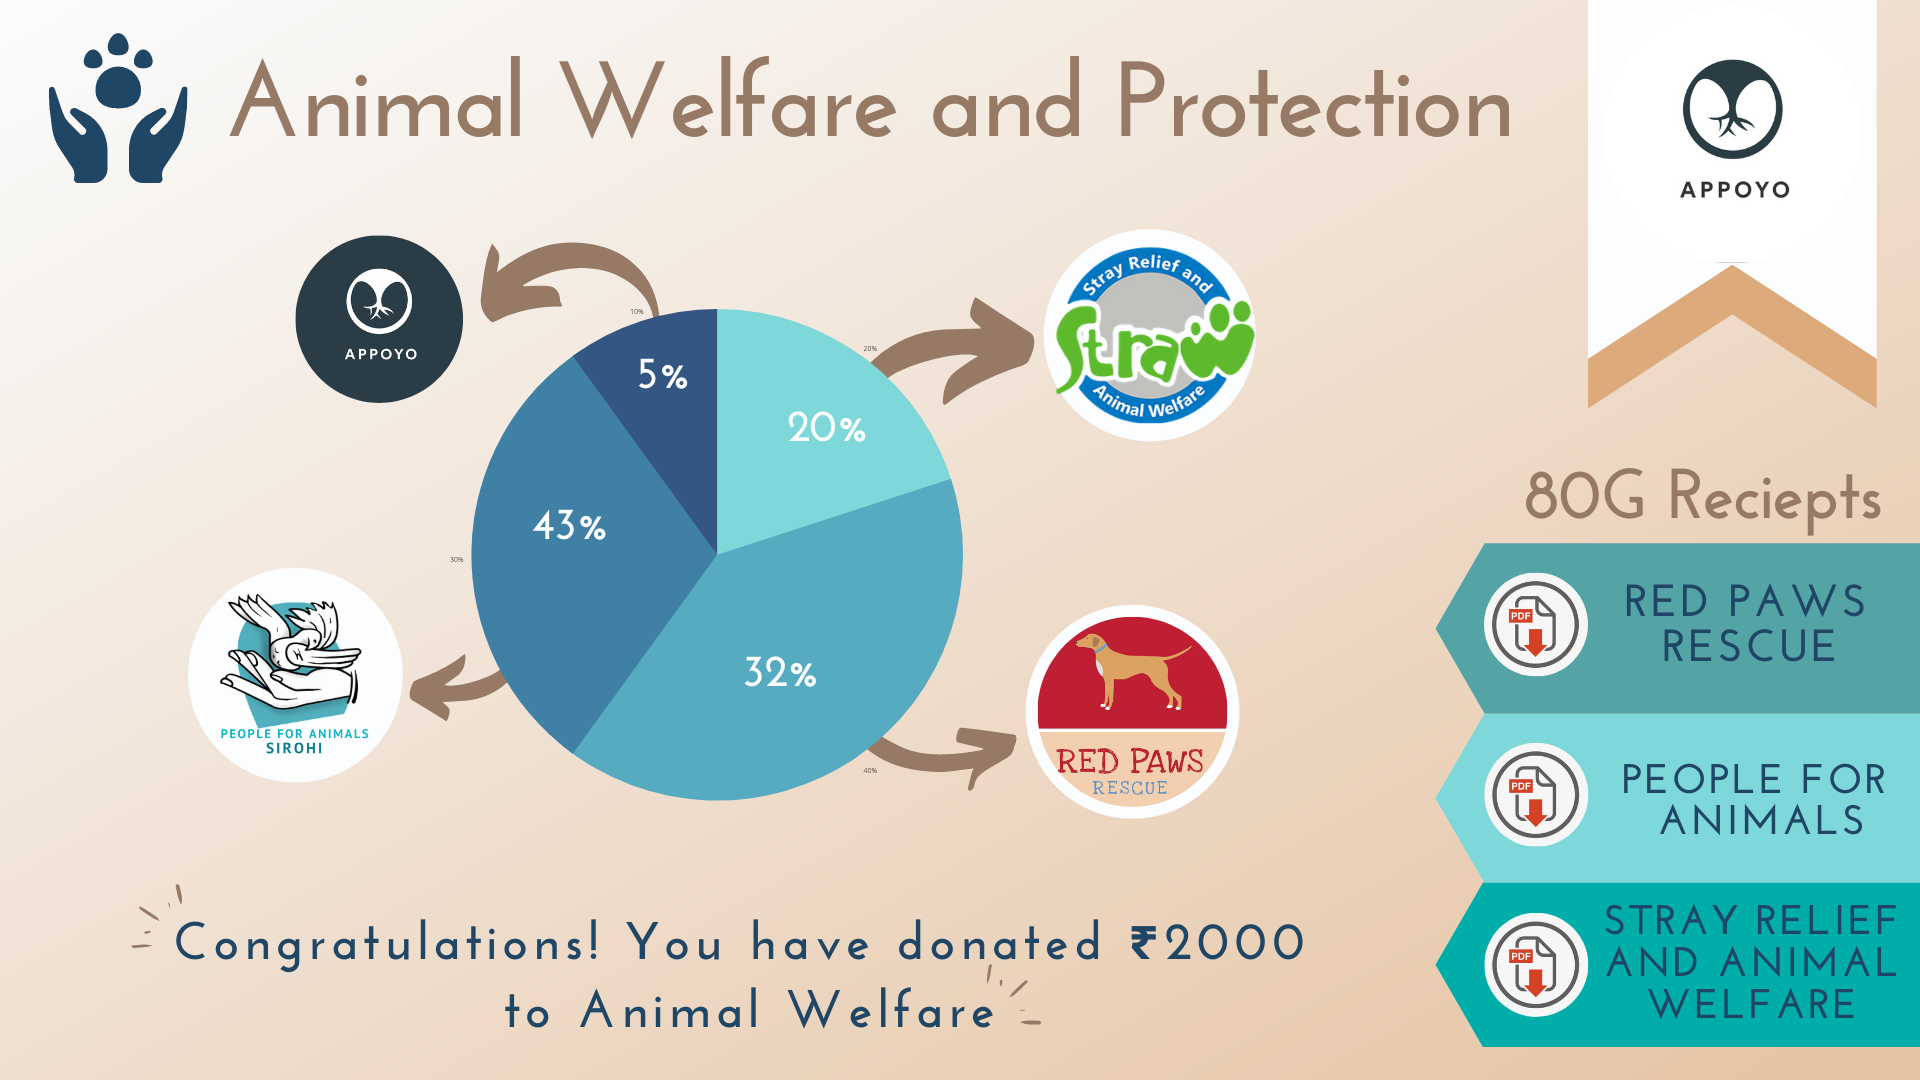 Animal Welfare and Protection
APPOYO
APPOYO
Stray Relief and
Straw
Animal Welfare
10%
20%
5%
20%
43%
30%
32%
40%
PEOPLE FOR ANIMALS
SIROHI
RED PAWS
RESCUE
80G Reciepts
PDF
RED PAWS
RESCUE
PDF
PEOPLE FOR
ANIMALS
PDF
STRAY RELIEF
AND ANIMAL
WELFARE
Congratulations! You have donated ₹2000
to Animal Welfare